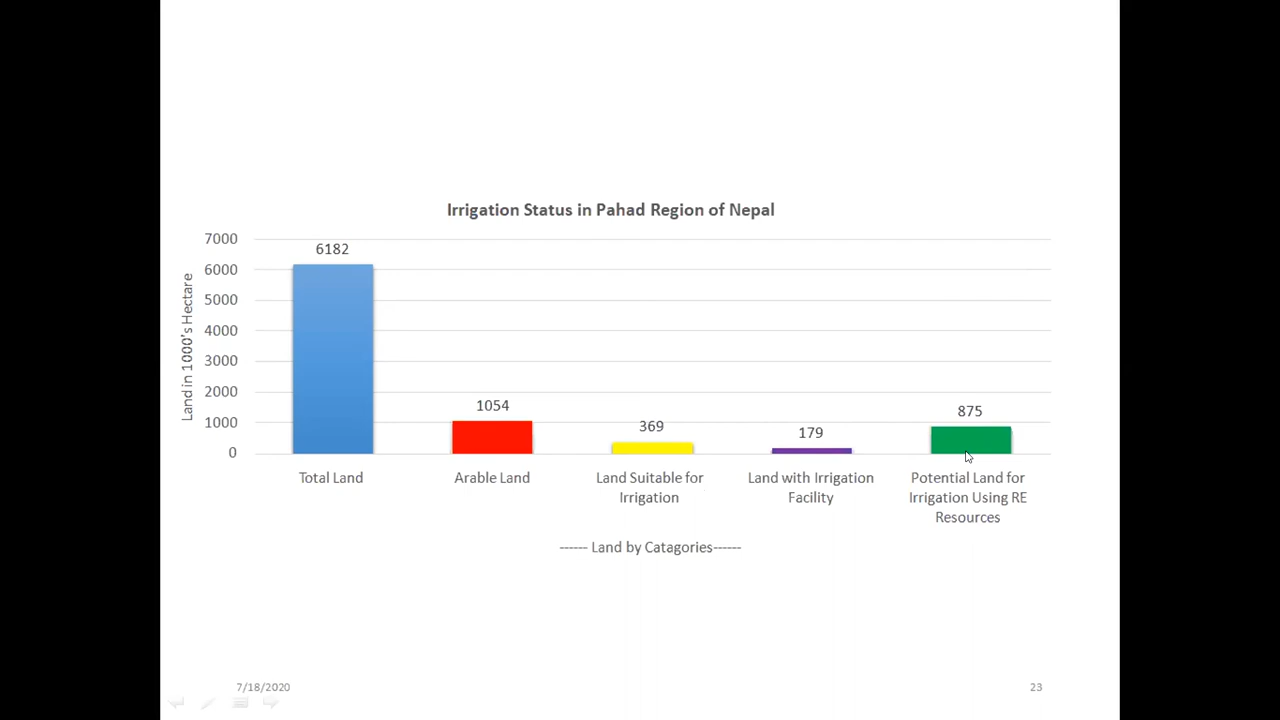 Irrigation Status in Pahad Region of Nepal
Land in 1000's Hectare
7000
6000
5000
4000
3000
2000
1000
0
6182
1054
369
179
875
Total Land
Arable Land
Land Suitable for
Irrigation
Land with Irrigation
Facility
Potential Land for
Irrigation Using RE
Resources
------ Land by Catagories------
7/18/2020
23